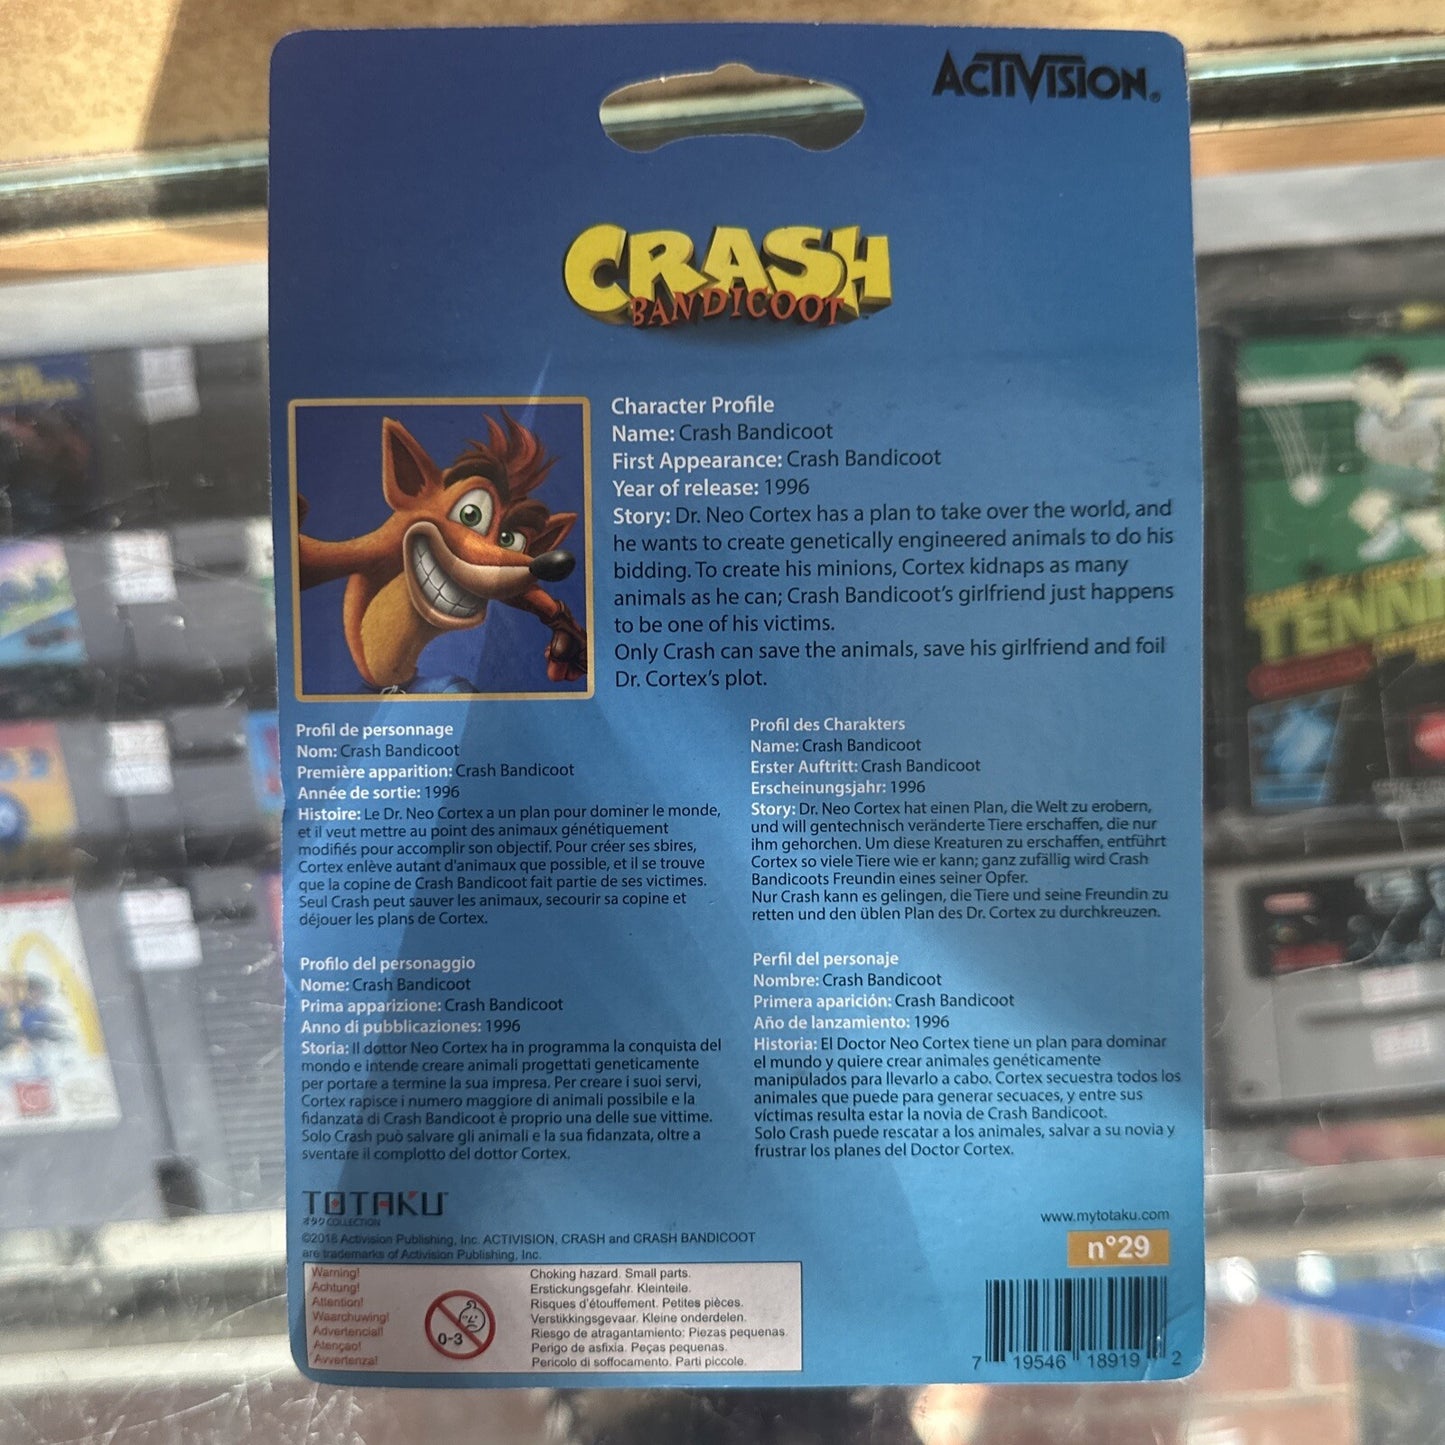 ACTIVISION®
CRASH
BANDICOOT
Character Profile
Name: Crash Bandicoot
First Appearance: Crash Bandicoot
Year of release: 1996
Story: Dr. Neo Cortex has a plan to take over the world, and
he wants to create genetically engineered animals to do his
bidding. To create his minions, Cortex kidnaps as many
animals as he can; Crash Bandicoot's girlfriend just happens
to be one of his victims.
Only Crash can save the animals, save his girlfriend and foil
Dr. Cortex's plot.
Profil de personnage
Nom: Crash Bandicoot
Première apparition: Crash Bandicoot
Année de sortie: 1996
Histoire: Le Dr. Neo Cortex a un plan pour dominer le monde,
et il veut mettre au point des animaux génétiquement
modifiés pour accomplir son objectif. Pour créer ses sbires,
Cortex enlève autant d'animaux que possible, et il se trouve
que la copine de Crash Bandicoot fait partie de ses victimes.
Seul Crash peut sauver les animaux, secourir sa copine et
déjouer les plans de Cortex.
Profil des Charakters
Name: Crash Bandicoot
Erster Auftritt: Crash Bandicoot
Erscheinungsjahr: 1996
Story: Dr. Neo Cortex hat einen Plan, die Welt zu erobern,
und will gentechnisch veränderte Tiere erschaffen, die nur
ihm gehorchen. Um diese Kreaturen zu erschaffen, entführt
Cortex so viele Tiere wie er kann; ganz zufällig wird Crash
Bandicoots Freundin eines seiner Opfer.
Nur Crash kann es gelingen, die Tiere und seine Freundin zu
retten und den üblen Plan des Dr. Cortex zu durchkreuzen.
Profilo del personaggio
Nome: Crash Bandicoot
Prima apparizione: Crash Bandicoot
Anno di pubblicaziones: 1996
Storia: Il dottor Neo Cortex ha in programma la conquista del
mondo e intende creare animali progettati geneticamente
per portare a termine la sua impresa. Per creare i suoi servi,
Cortex rapisce i numero maggiore di animali possibile e la
fidanzata di Crash Bandicoot è proprio una delle sue vittime.
Solo Crash può salvare gli animali e la sua fidanzata, oltre a
sventare il complotto del dottor Cortex.
Perfil del personaje
Nombre: Crash Bandicoot
Primera aparición: Crash Bandicoot
Año de lanzamiento: 1996
Historia: El Doctor Neo Cortex tiene un plan para dominar
el mundo y quiere crear animales genéticamente
manipulados para llevarlo a cabo. Cortex secuestra todos los
animales que puede para generar secuaces, y entre sus
víctimas resulta estar la novia de Crash Bandicoot.
Solo Crash puede rescatar a los animales, salvar a su novia y
frustrar los planes del Doctor Cortex.
TOTAKU
オタク COLLECTION
www.mytotaku.com
n°29
©2018 Activision Publishing, Inc. ACTIVISION, CRASH and CRASH BANDICOOT
are trademarks of Activision Publishing, Inc.
Warning!
Achtung!
Attention!
Waarchuwing!
Advertencial!
Atençao!
Avvertenza!
0-3
Choking hazard. Small parts.
Erstickungsgefahr. Kleinteile.
Risques d'étouffement. Petites pièces.
Verstikkingsgevaar. Kleine onderdelen.
Riesgo de atragantamiento: Piezas pequenas.
Perigo de asfixia. Peças pequenas.
Pericolo di soffocamento. Parti piccole.
7 19546 18919 2